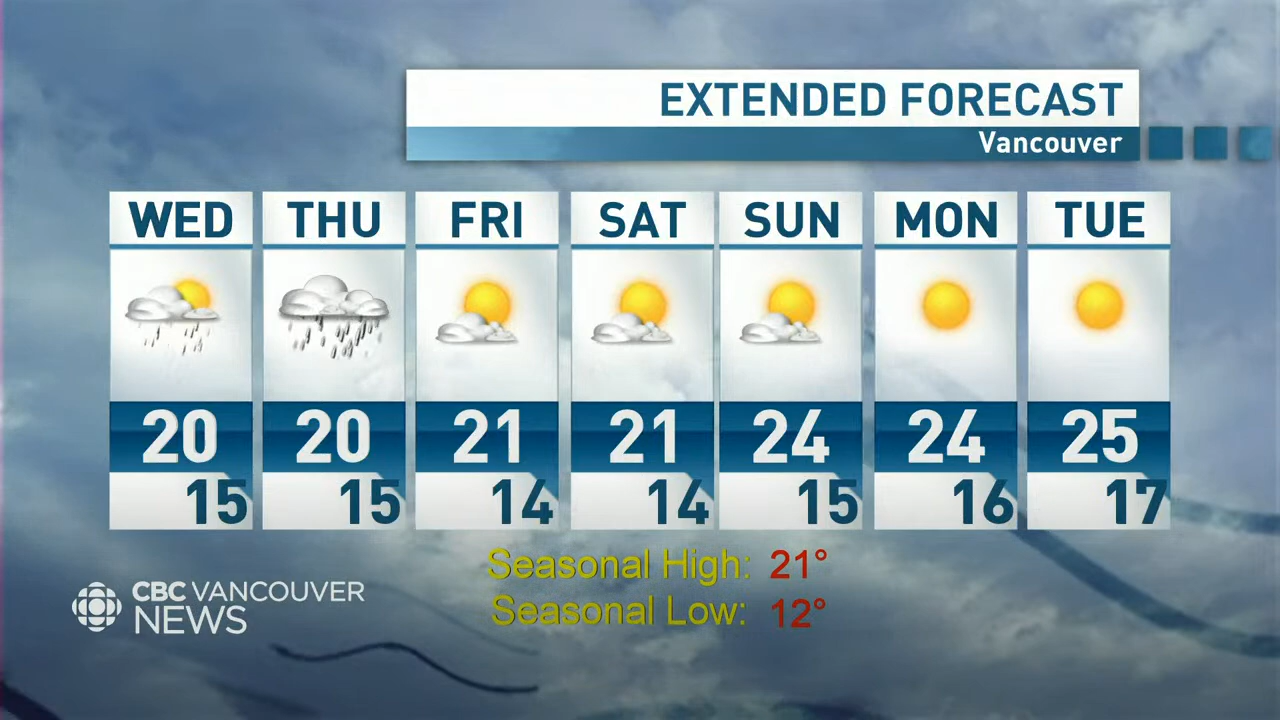 EXTENDED FORECAST
Vancouver
WED THU FRI SAT SUN MON TUE
20 20 21 21 24 24 25
15 15 14 14 15 16 17
Seasonal High: 21°
Seasonal Low: 12°
CBC VANCOUVER
NEWS